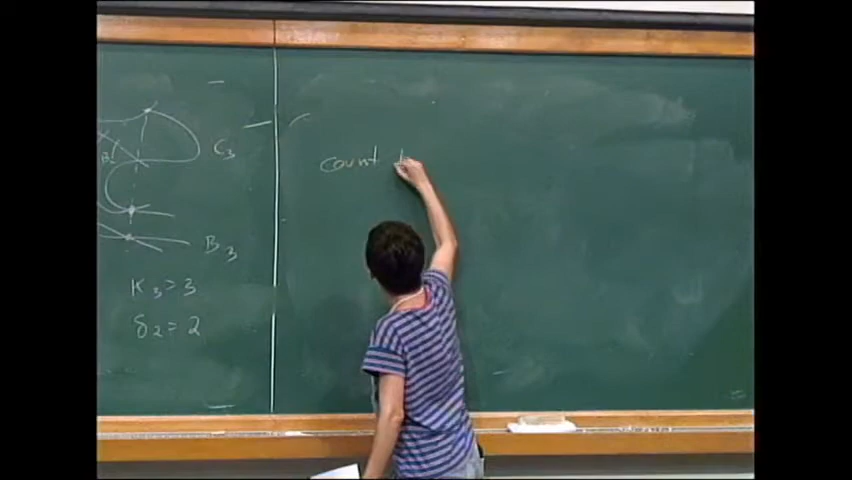 C3
B3
K3 = 3
δ2 = 2
count